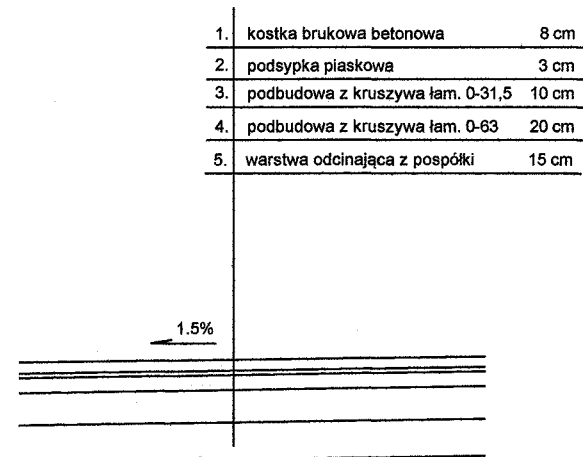 1. kostka brukowa betonowa 8 cm
2. podsypka piaskowa 3 cm
3. podbudowa z kruszywa łam. 0-31,5 10 cm
4. podbudowa z kruszywa łam. 0-63 20 cm
5. warstwa odcinająca z pospółki 15 cm
1.5%